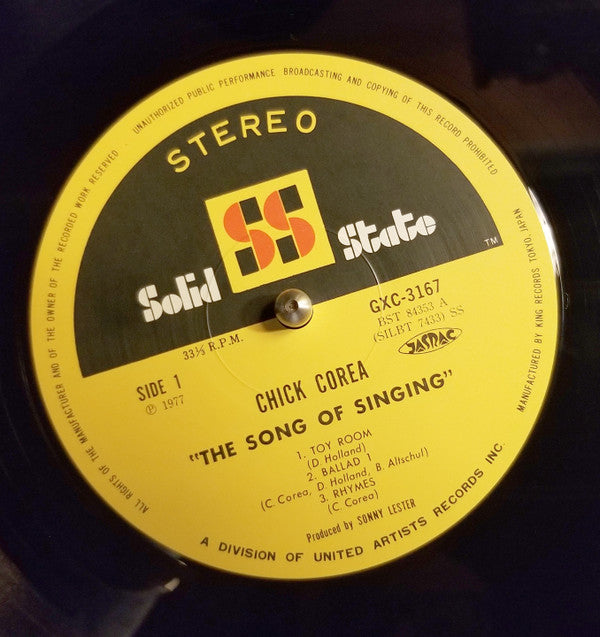 ALL RIGHTS OF THE MANUFACTURER AND OF THE OWNER OF THE RECORDED WORK RESERVED. UNAUTHORIZED PUBLIC PERFORMANCE BROADCASTING AND COPYING OF THIS RECORD PROHIBITED
STEREO
SS
Solid State
TM
33⅓ R.P.M.
GXC-3167
BST 84353 A
(SILBT 7433) SS
JASRAC
SIDE 1
Ⓟ 1977
CHICK COREA
"THE SONG OF SINGING"
1. TOY ROOM
(D. Holland)
2. BALLAD 1
(C. Corea, D. Holland, B. Altschul)
3. RHYMES
(C. Corea)
Produced by SONNY LESTER
A DIVISION OF UNITED ARTISTS RECORDS INC.
MANUFACTURED BY KING RECORDS TOKYO, JAPAN